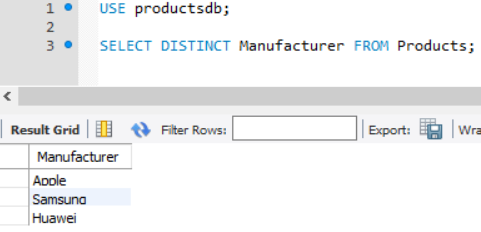 1 USE productsdb;
2
3 SELECT DISTINCT Manufacturer FROM Products;
Result Grid Filter Rows: Export: Wra
Manufacturer
Apple
Samsung
Huawei